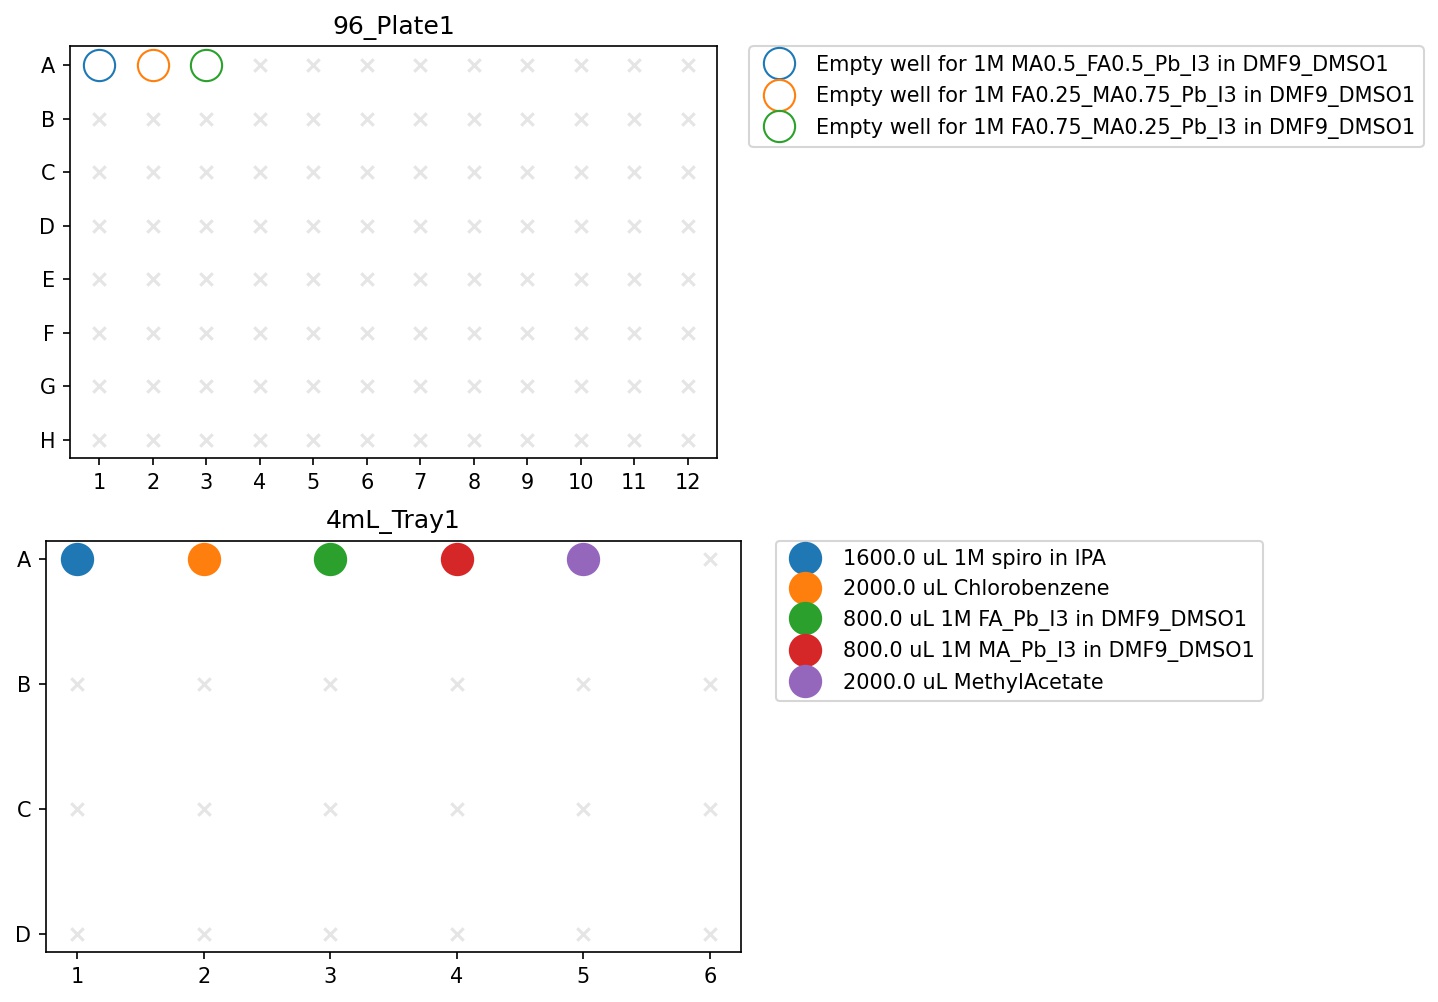 96_Plate1
A
B
C
D
E
F
G
H
1 2 3 4 5 6 7 8 9 10 11 12
Empty well for 1M MA0.5_FA0.5_Pb_I3 in DMF9_DMSO1
Empty well for 1M FA0.25_MA0.75_Pb_I3 in DMF9_DMSO1
Empty well for 1M FA0.75_MA0.25_Pb_I3 in DMF9_DMSO1
4mL_Tray1
A
B
C
D
1 2 3 4 5 6
1600.0 uL 1M spiro in IPA
2000.0 uL Chlorobenzene
800.0 uL 1M FA_Pb_I3 in DMF9_DMSO1
800.0 uL 1M MA_Pb_I3 in DMF9_DMSO1
2000.0 uL MethylAcetate